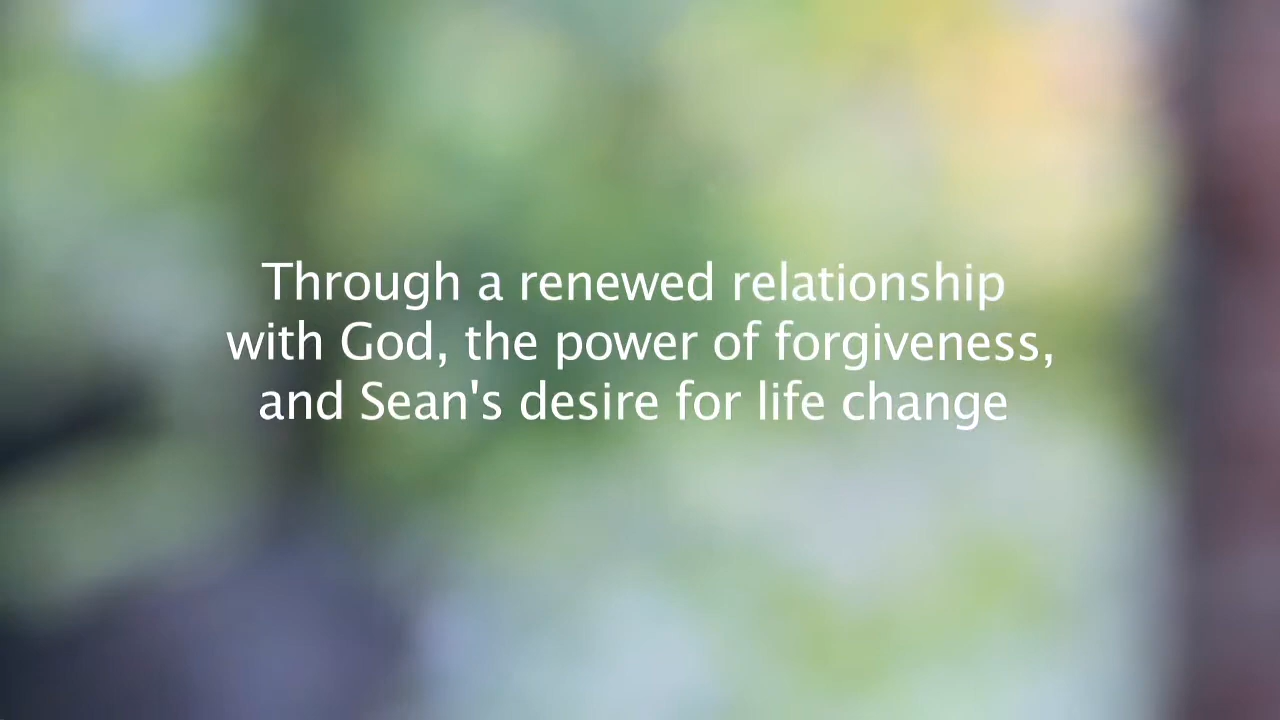 Through a renewed relationship
with God, the power of forgiveness,
and Sean's desire for life change